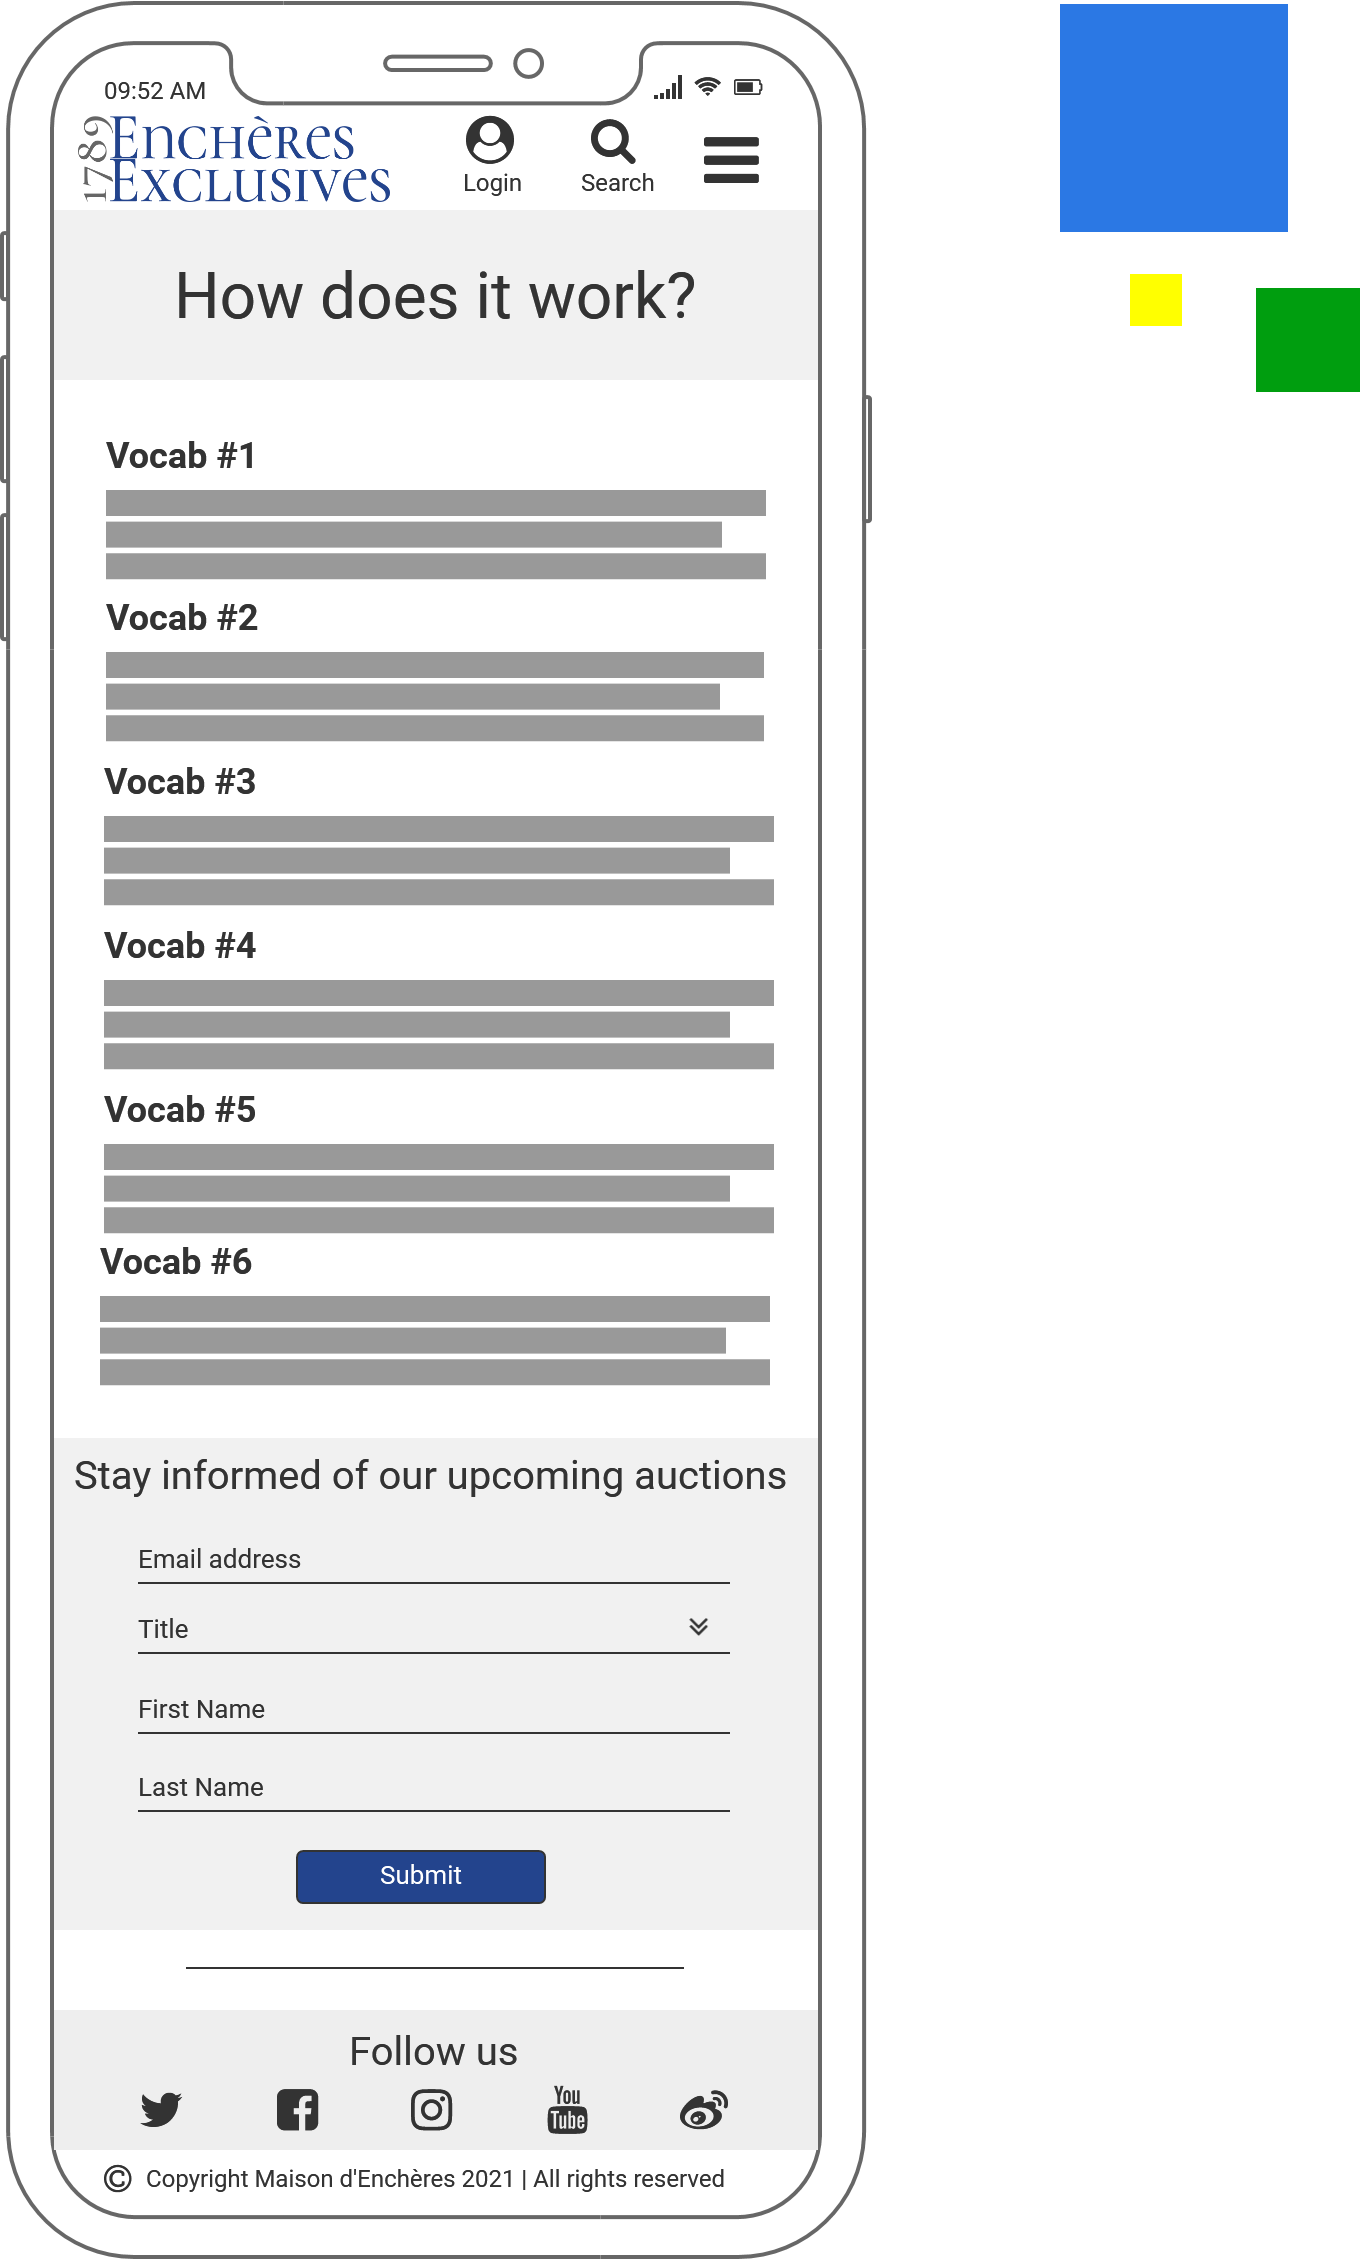 09:52 AM
1789
Enchères
Exclusives
Login
Search
How does it work?
Vocab #1
Vocab #2
Vocab #3
Vocab #4
Vocab #5
Vocab #6
Stay informed of our upcoming auctions
Email address
Title
First Name
Last Name
Submit
Follow us
You
Tube
© Copyright Maison d'Enchères 2021 | All rights reserved